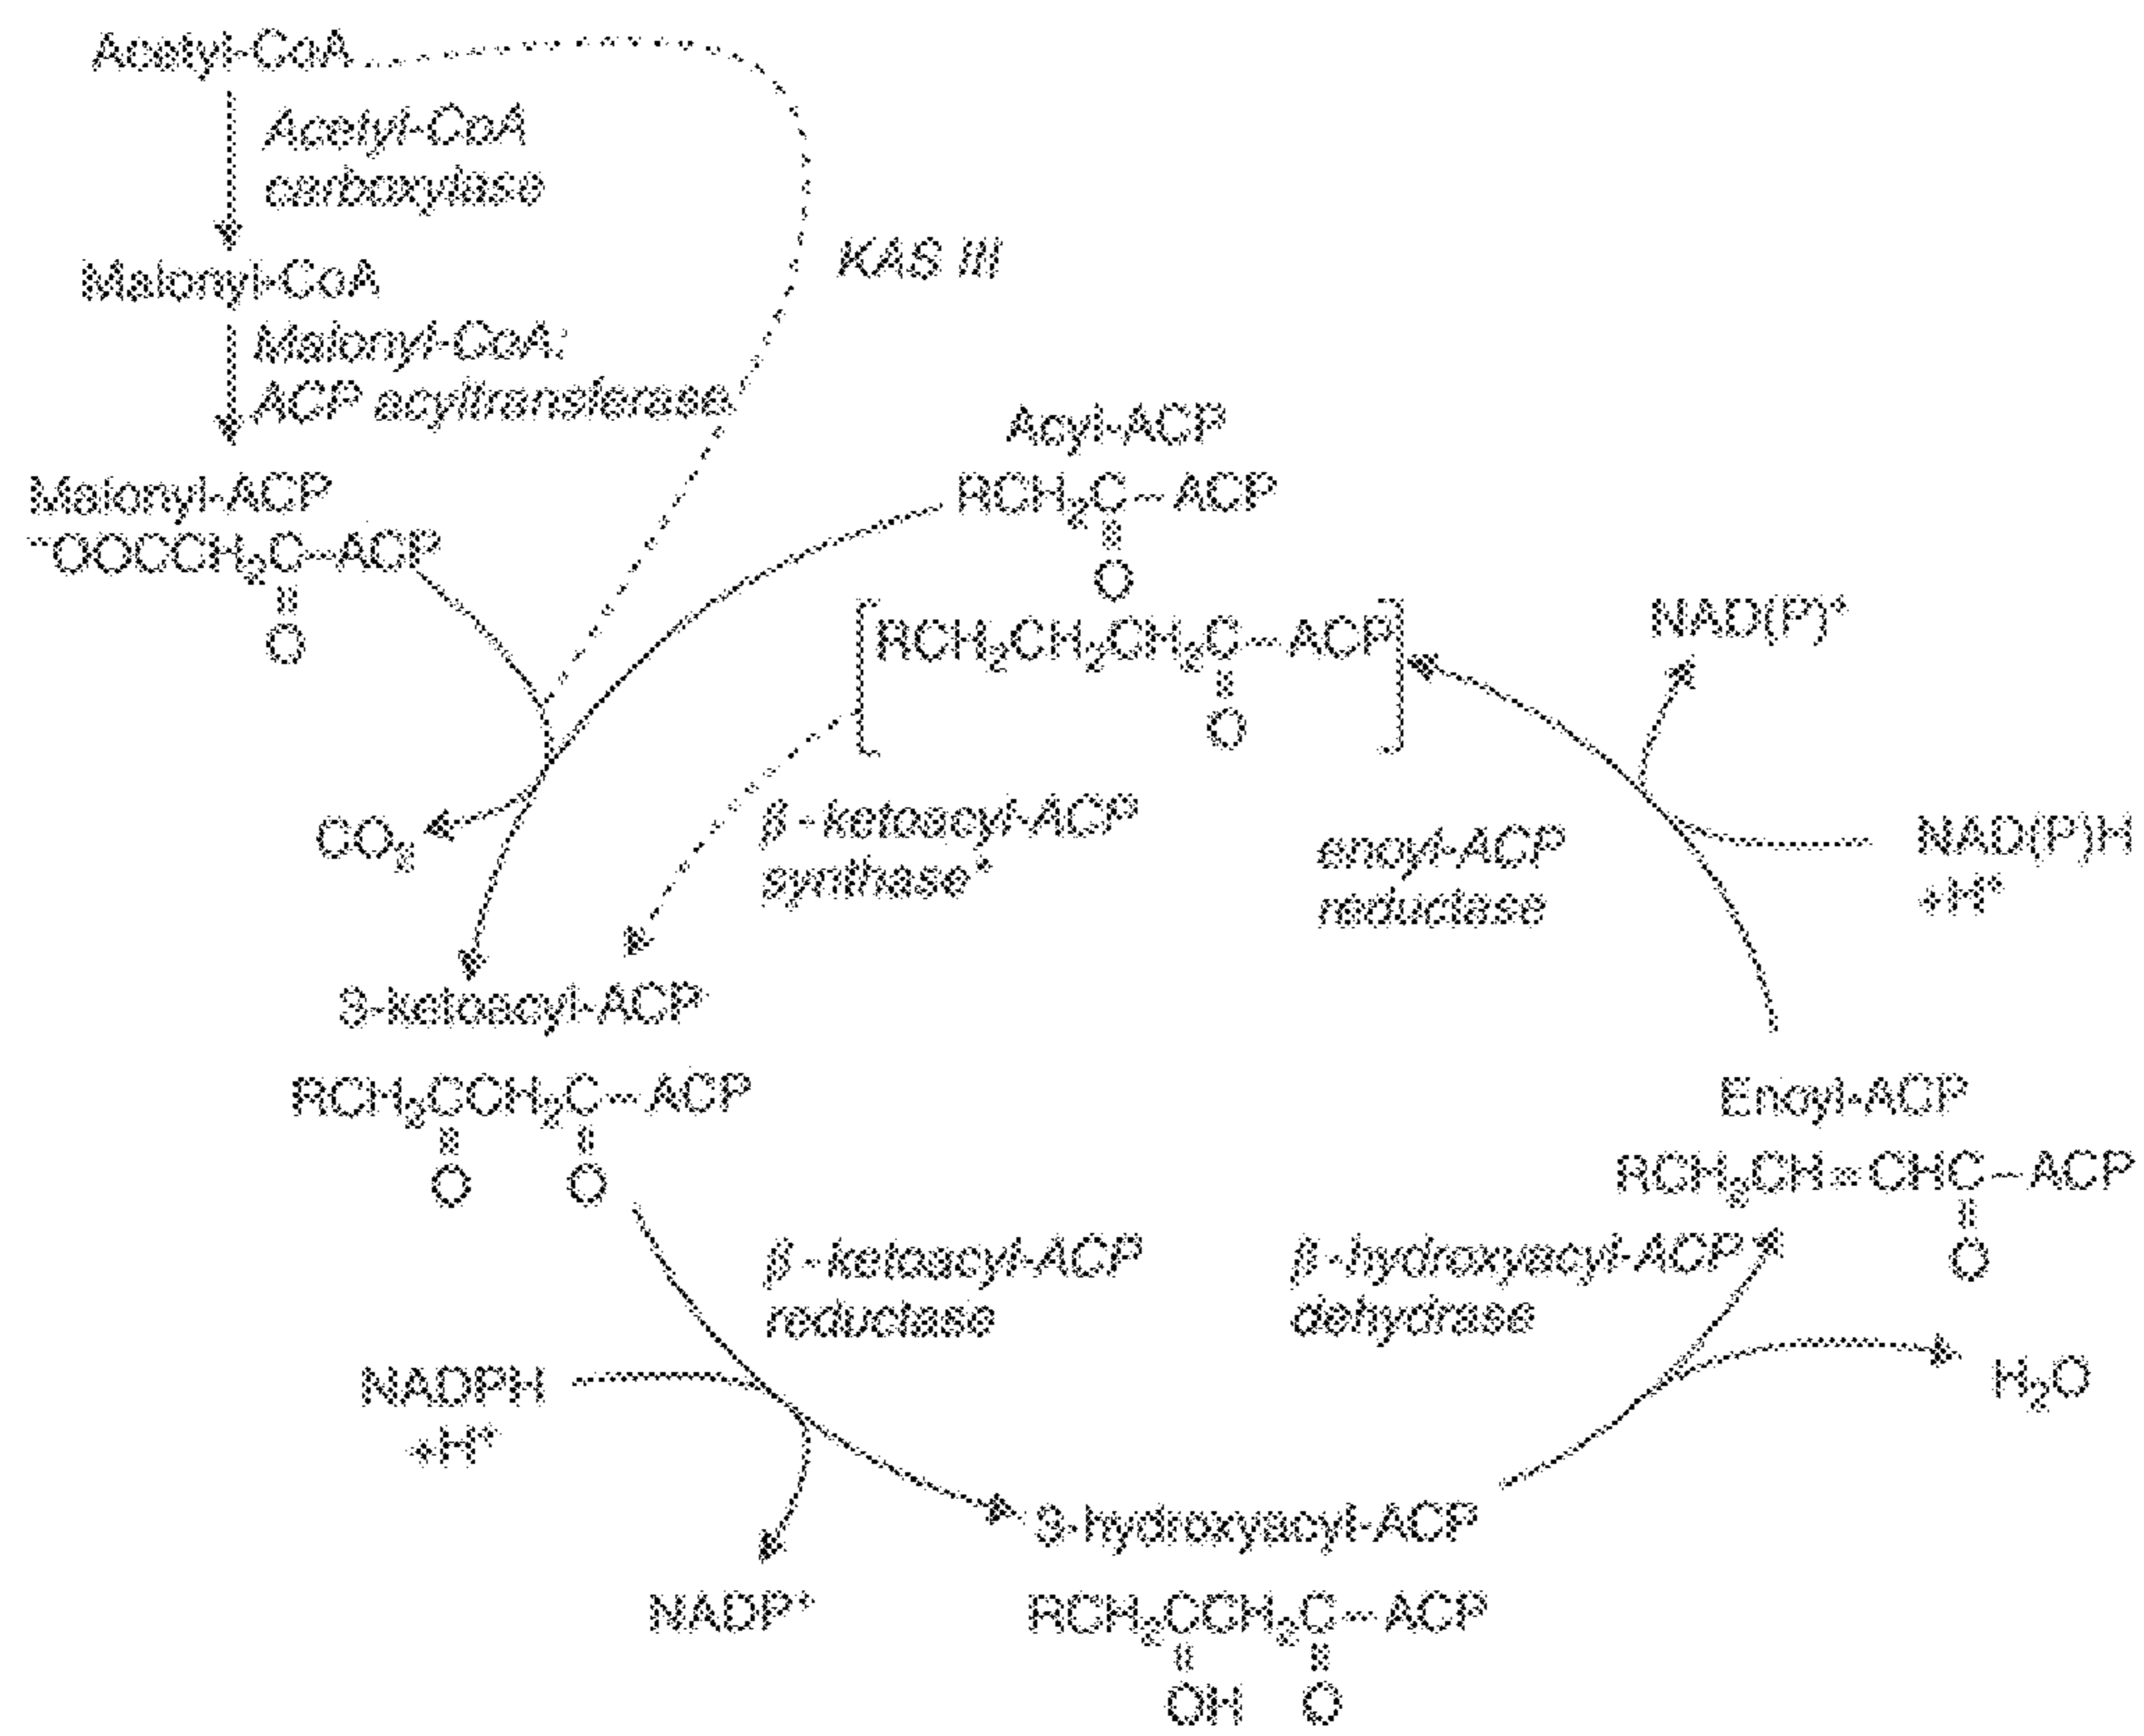 Acetyl-CoA
Acetyl-CoA
carboxylase
KAS III
Malonyl-CoA
Malonyl-CoA:
ACP acyltransferase
Malonyl-ACP
⁻OOCCH₂C–ACP
||
O
Acyl-ACP
RCH₂C–ACP
||
O
[RCH₂CH₂CH₂C–ACP]
||
O
NAD(P)⁺
CO₂
β-ketoacyl-ACP
synthase*
enoyl-ACP
reductase
NAD(P)H
+H⁺
3-ketoacyl-ACP
RCH₂CCH₂C–ACP
|| ||
O O
Enoyl-ACP
RCH₂CH=CHC–ACP
||
O
β-ketoacyl-ACP
reductase
β-hydroxyacyl-ACP
dehydrase
NADPH
+H⁺
H₂O
3-hydroxyacyl-ACP
NADP⁺
RCH₂CCH₂C–ACP
|| ||
OH O